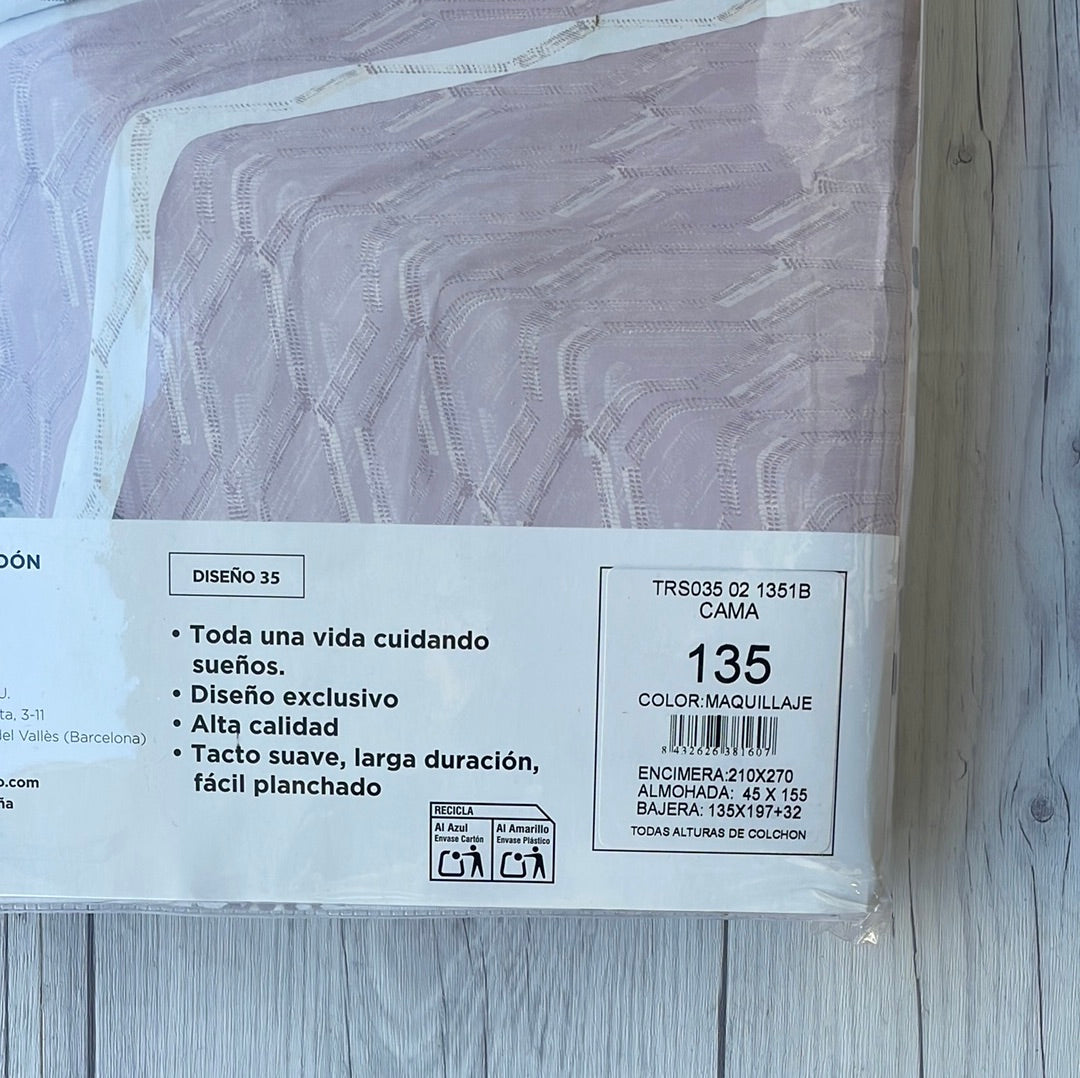 DÓN
U.
ta, 3-11
del Vallès (Barcelona)
o.com
ña
DISEÑO 35
• Toda una vida cuidando
sueños.
• Diseño exclusivo
• Alta calidad
• Tacto suave, larga duración,
fácil planchado
RECICLA
Al Azul
Envase Cartón
Al Amarillo
Envase Plástico
TRS035 02 1351B
CAMA
135
COLOR:MAQUILLAJE
8 432626 381607
ENCIMERA:210X270
ALMOHADA: 45 X 155
BAJERA: 135X197+32
TODAS ALTURAS DE COLCHON